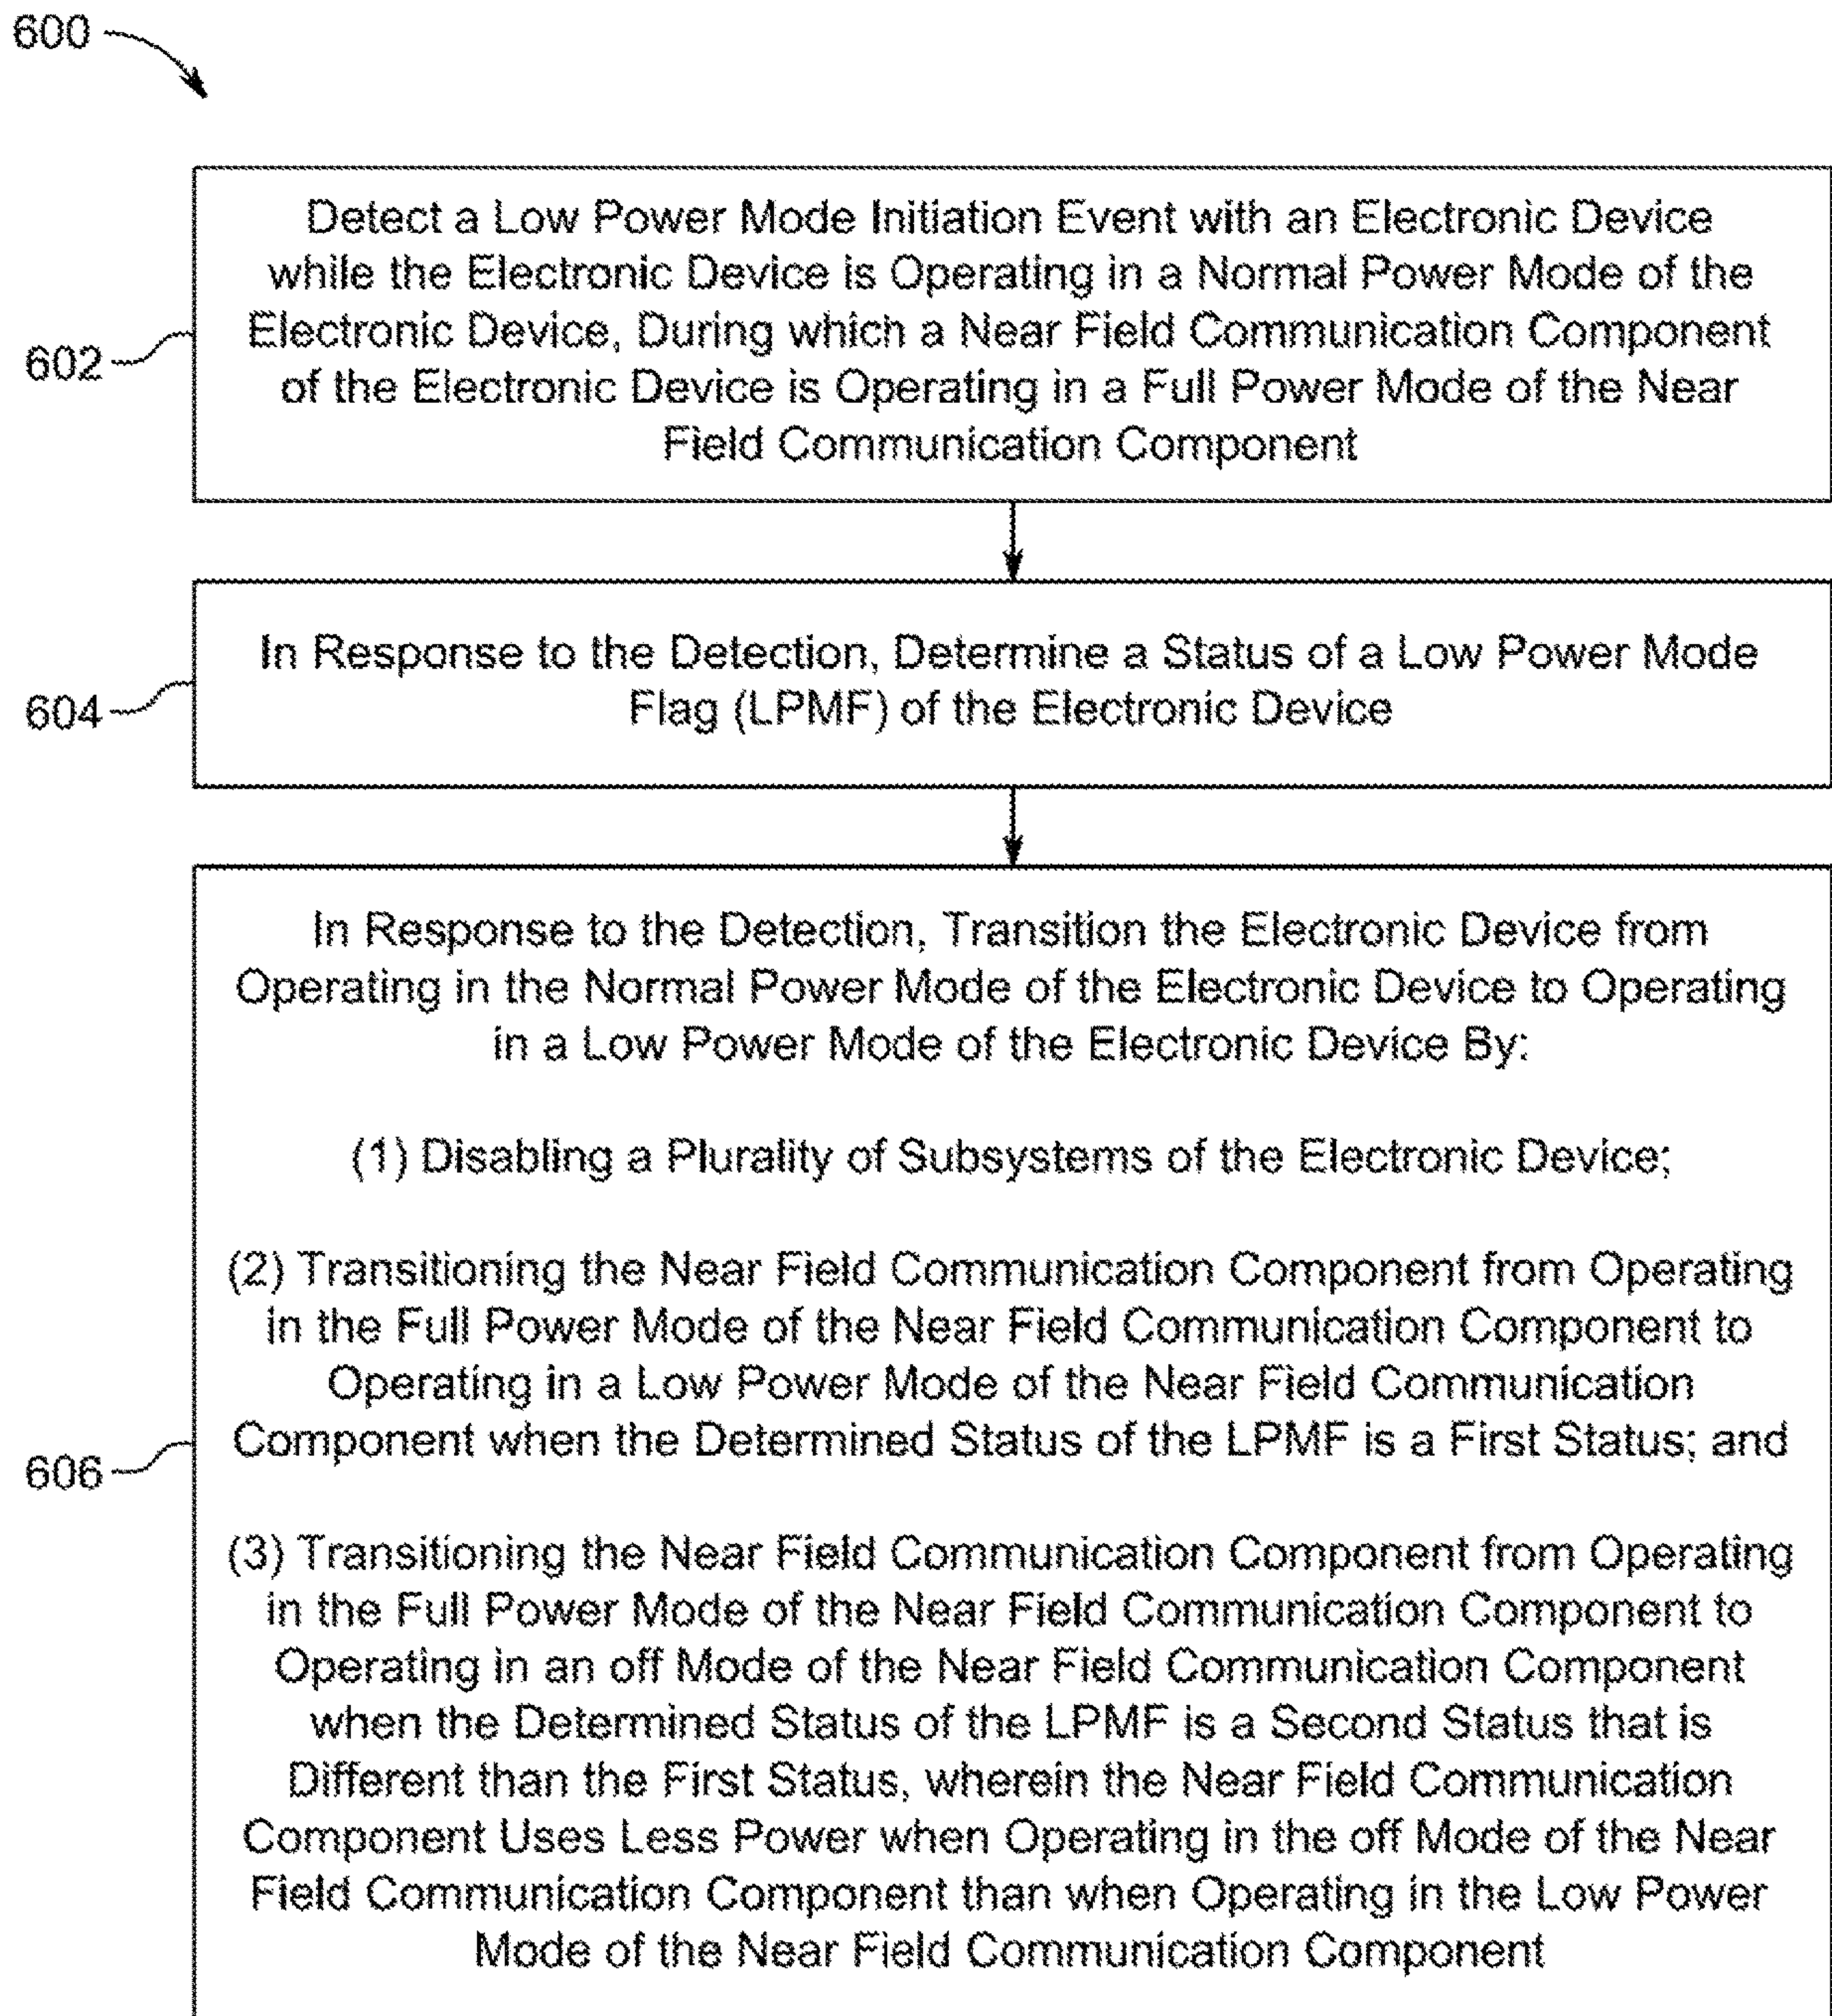 600
Detect a Low Power Mode Initiation Event with an Electronic Device
while the Electronic Device is Operating in a Normal Power Mode of the
Electronic Device, During which a Near Field Communication Component
of the Electronic Device is Operating in a Full Power Mode of the Near
Field Communication Component
602
In Response to the Detection, Determine a Status of a Low Power Mode
Flag (LPMF) of the Electronic Device
604
In Response to the Detection, Transition the Electronic Device from
Operating in the Normal Power Mode of the Electronic Device to Operating
in a Low Power Mode of the Electronic Device By:
(1) Disabling a Plurality of Subsystems of the Electronic Device;
(2) Transitioning the Near Field Communication Component from Operating
in the Full Power Mode of the Near Field Communication Component to
Operating in a Low Power Mode of the Near Field Communication
Component when the Determined Status of the LPMF is a First Status; and
606
(3) Transitioning the Near Field Communication Component from Operating
in the Full Power Mode of the Near Field Communication Component to
Operating in an off Mode of the Near Field Communication Component
when the Determined Status of the LPMF is a Second Status that is
Different than the First Status, wherein the Near Field Communication
Component Uses Less Power when Operating in the off Mode of the Near
Field Communication Component than when Operating in the Low Power
Mode of the Near Field Communication Component